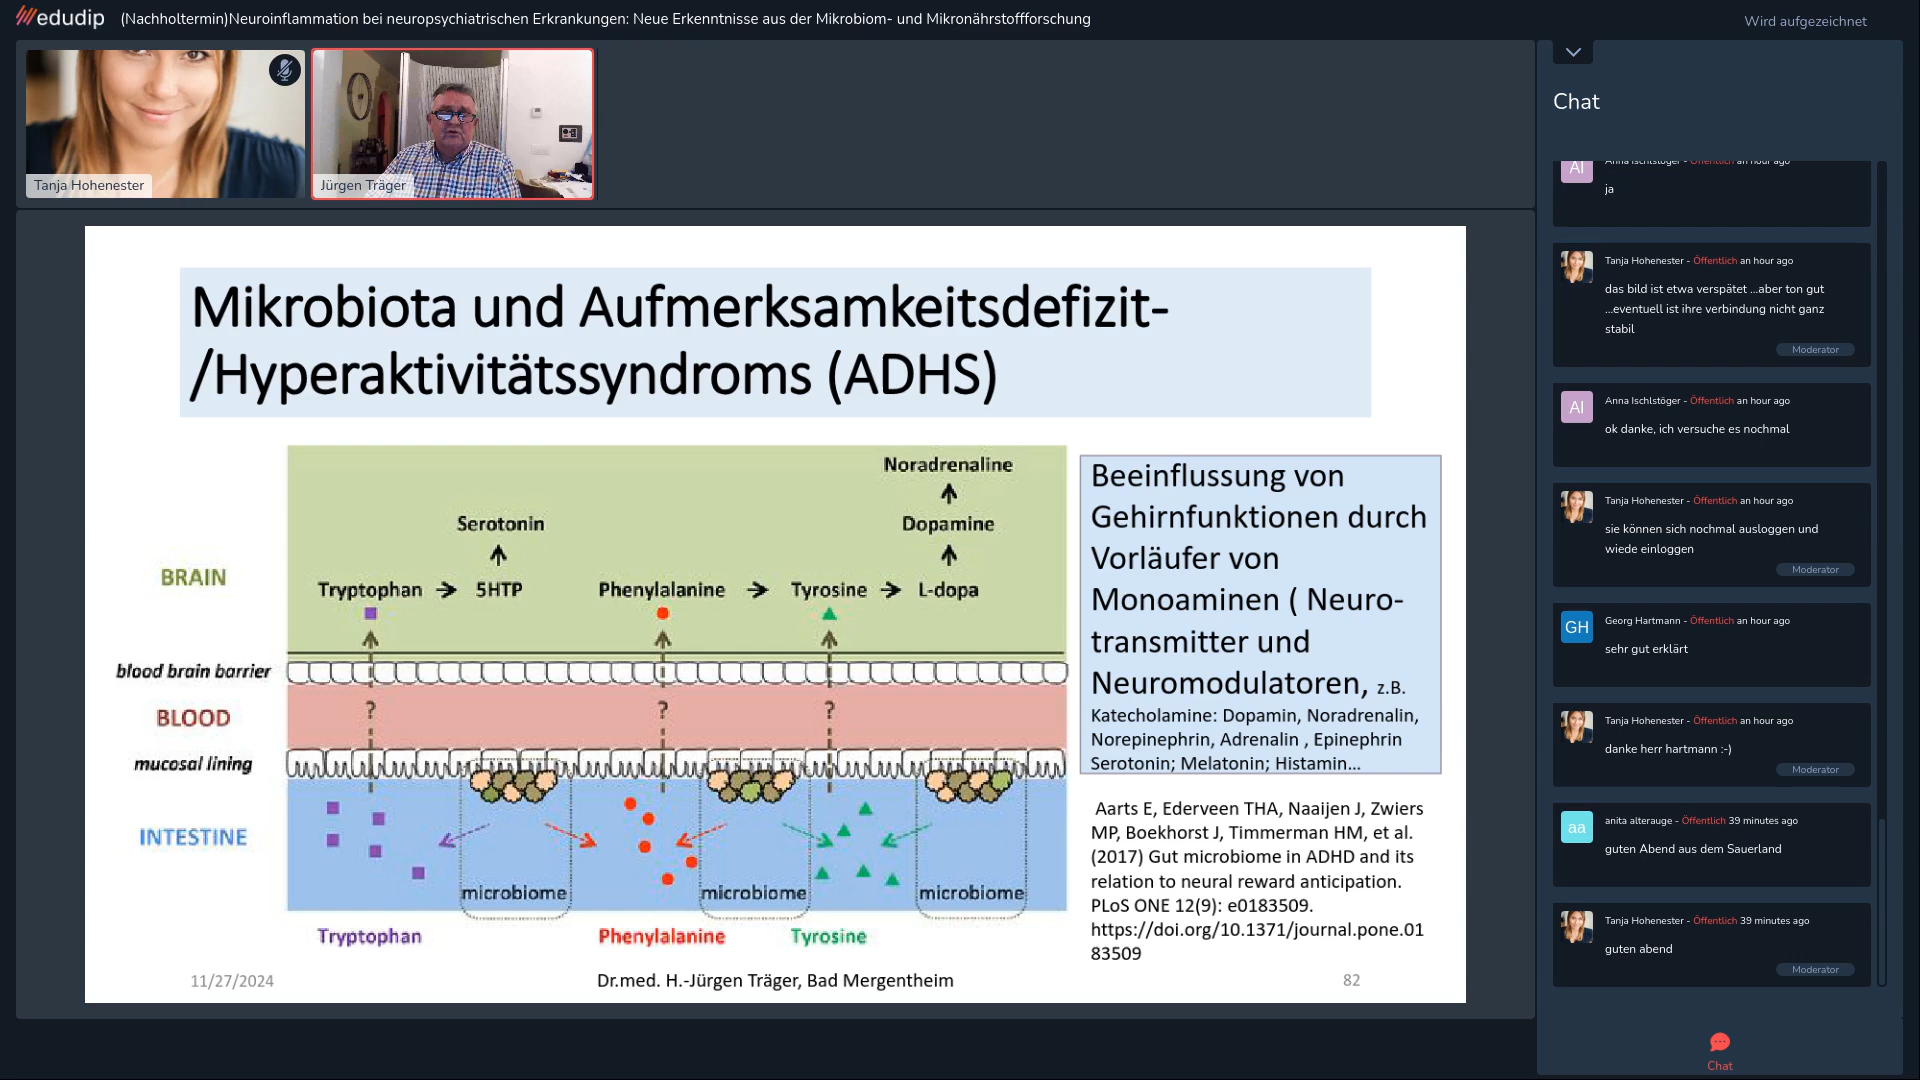 edudip
(Nachholtermin)Neuroinflammation bei neuropsychiatrischen Erkrankungen: Neue Erkenntnisse aus der Mikrobiom- und Mikronährstoffforschung
Wird aufgezeichnet
Tanja Hohenester
Jürgen Träger
Mikrobiota und Aufmerksamkeitsdefizit-
/Hyperaktivitätssyndroms (ADHS)
Noradrenaline
Serotonin
Dopamine
BRAIN
Tryptophan
5HTP
Phenylalanine
Tyrosine
L-dopa
blood brain barrier
BLOOD
? ? ?
mucosal lining
INTESTINE
microbiome
microbiome
microbiome
Tryptophan
Phenylalanine
Tyrosine
Beeinflussung von
Gehirnfunktionen durch
Vorläufer von
Monoaminen ( Neuro-
transmitter und
Neuromodulatoren, z.B.
Katecholamine: Dopamin, Noradrenalin,
Norepinephrin, Adrenalin , Epinephrin
Serotonin; Melatonin; Histamin...
Aarts E, Ederveen THA, Naaijen J, Zwiers
MP, Boekhorst J, Timmerman HM, et al.
(2017) Gut microbiome in ADHD and its
relation to neural reward anticipation.
PLoS ONE 12(9): e0183509.
https://doi.org/10.1371/journal.pone.01
83509
11/27/2024
Dr.med. H.-Jürgen Träger, Bad Mergentheim
82
Chat
AI
Anna Ischlstöger - Öffentlich an hour ago
ja
Tanja Hohenester - Öffentlich an hour ago
das bild ist etwa verspätet ...aber ton gut
...eventuell ist ihre verbindung nicht ganz
stabil
Moderator
AI
Anna Ischlstöger - Öffentlich an hour ago
ok danke, ich versuche es nochmal
Tanja Hohenester - Öffentlich an hour ago
sie können sich nochmal ausloggen und
wiede einloggen
Moderator
GH
Georg Hartmann - Öffentlich an hour ago
sehr gut erklärt
Tanja Hohenester - Öffentlich an hour ago
danke herr hartmann :-)
Moderator
aa
anita alterauge - Öffentlich 39 minutes ago
guten Abend aus dem Sauerland
Tanja Hohenester - Öffentlich 39 minutes ago
guten abend
Moderator
Chat